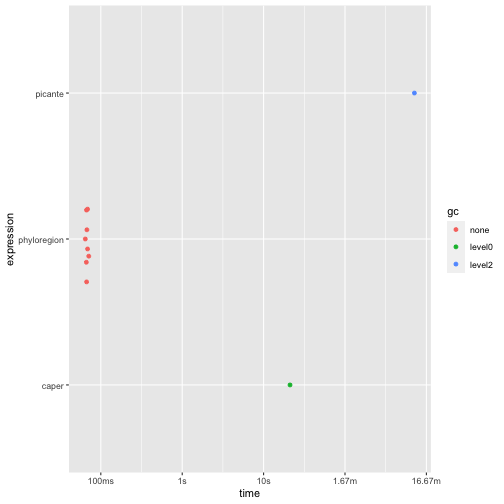 picante
phyloregion
caper
expression
100ms
1s
10s
1.67m
16.67m
time
gc
none
level0
level2